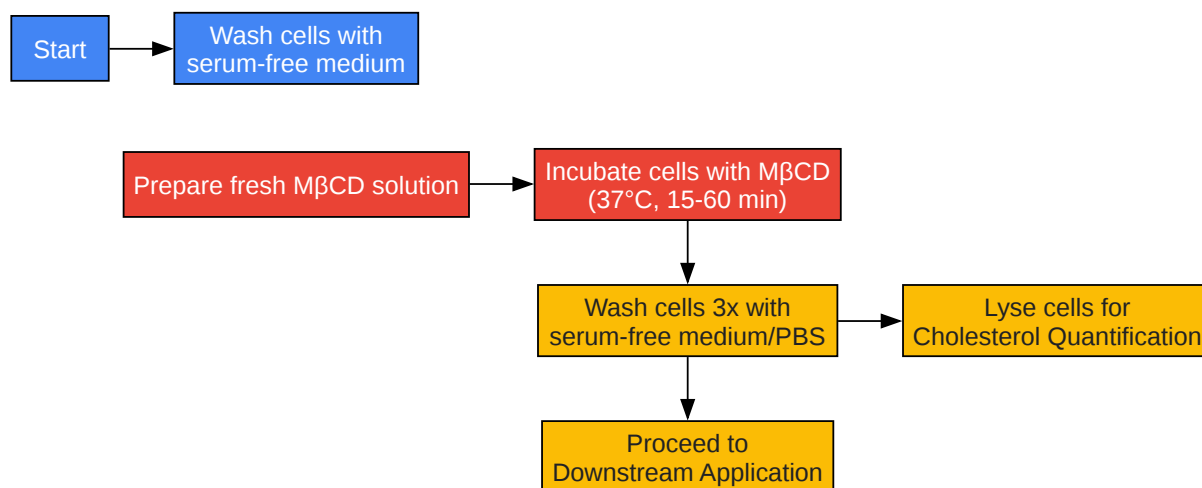 Start
Wash cells with
serum-free medium
Prepare fresh MβCD solution
Incubate cells with MβCD
(37°C, 15-60 min)
Wash cells 3x with
serum-free medium/PBS
Lyse cells for
Cholesterol Quantification
Proceed to
Downstream Application